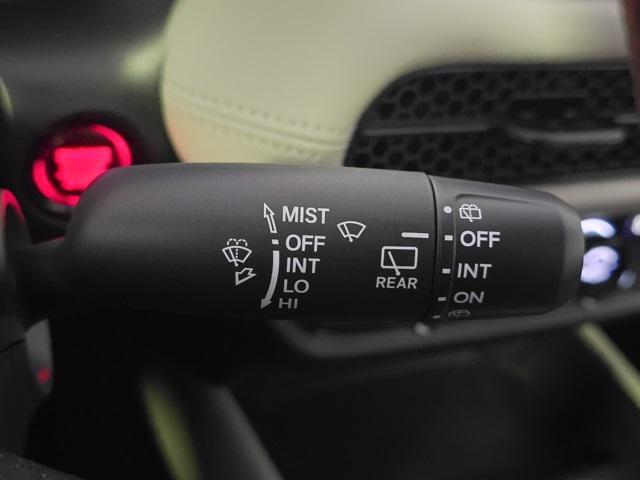 MIST
OFF
INT
LO
HI
REAR
OFF
INT
ON